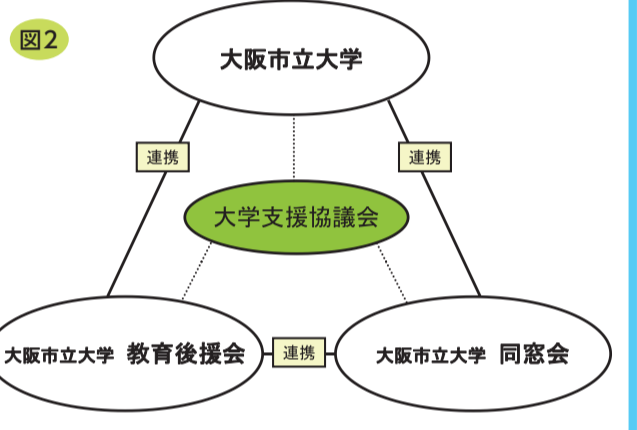 図2
大阪市立大学
連携
連携
大学支援協議会
大阪市立大学 教育後援会
連携
大阪市立大学 同窓会